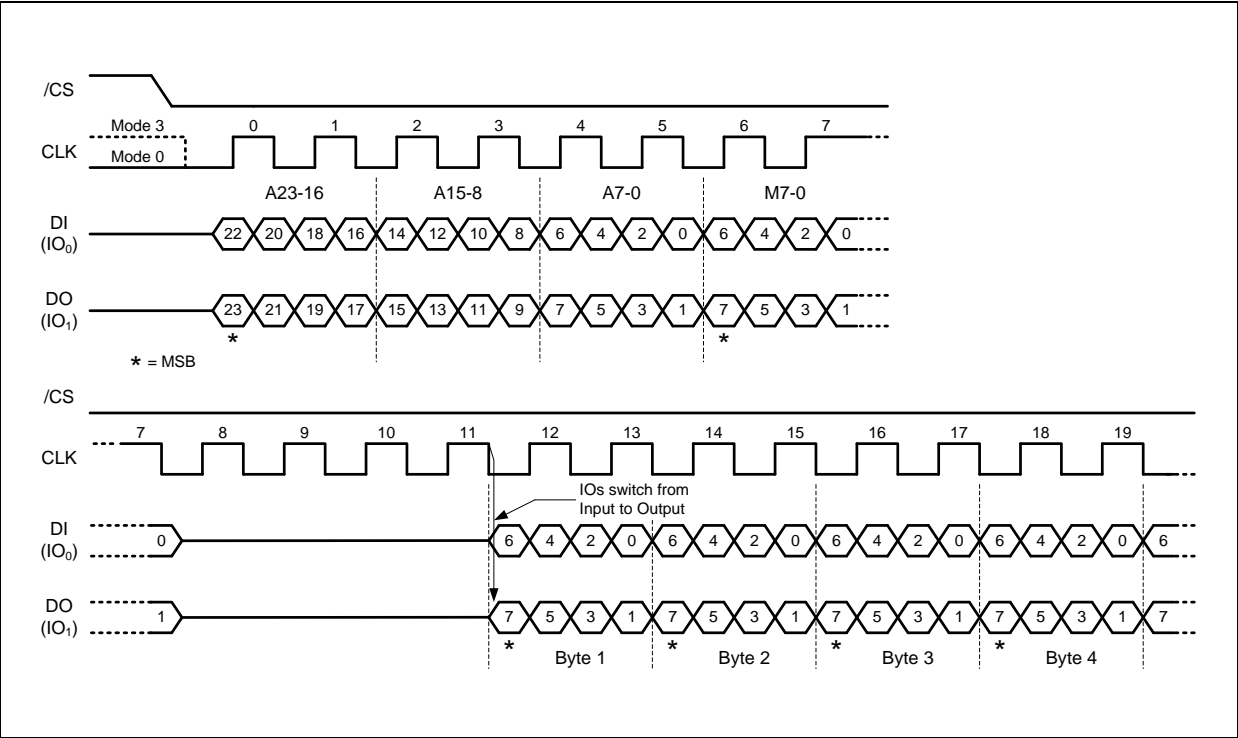 /CS
Mode 3 0 1 2 3 4 5 6 7
CLK
Mode 0
A23-16 A15-8 A7-0 M7-0
DI
(IO₀)
22 20 18 16 14 12 10 8 6 4 2 0 6 4 2 0
DO
(IO₁)
23 21 19 17 15 13 11 9 7 5 3 1 7 5 3 1
* *
* = MSB
/CS
7 8 9 10 11 12 13 14 15 16 17 18 19
CLK
IOs switch from
Input to Output
DI
(IO₀)
0 6 4 2 0 6 4 2 0 6 4 2 0 6 4 2 0 6
DO
(IO₁)
1 7 5 3 1 7 5 3 1 7 5 3 1 7 5 3 1 7
* * * *
Byte 1 Byte 2 Byte 3 Byte 4